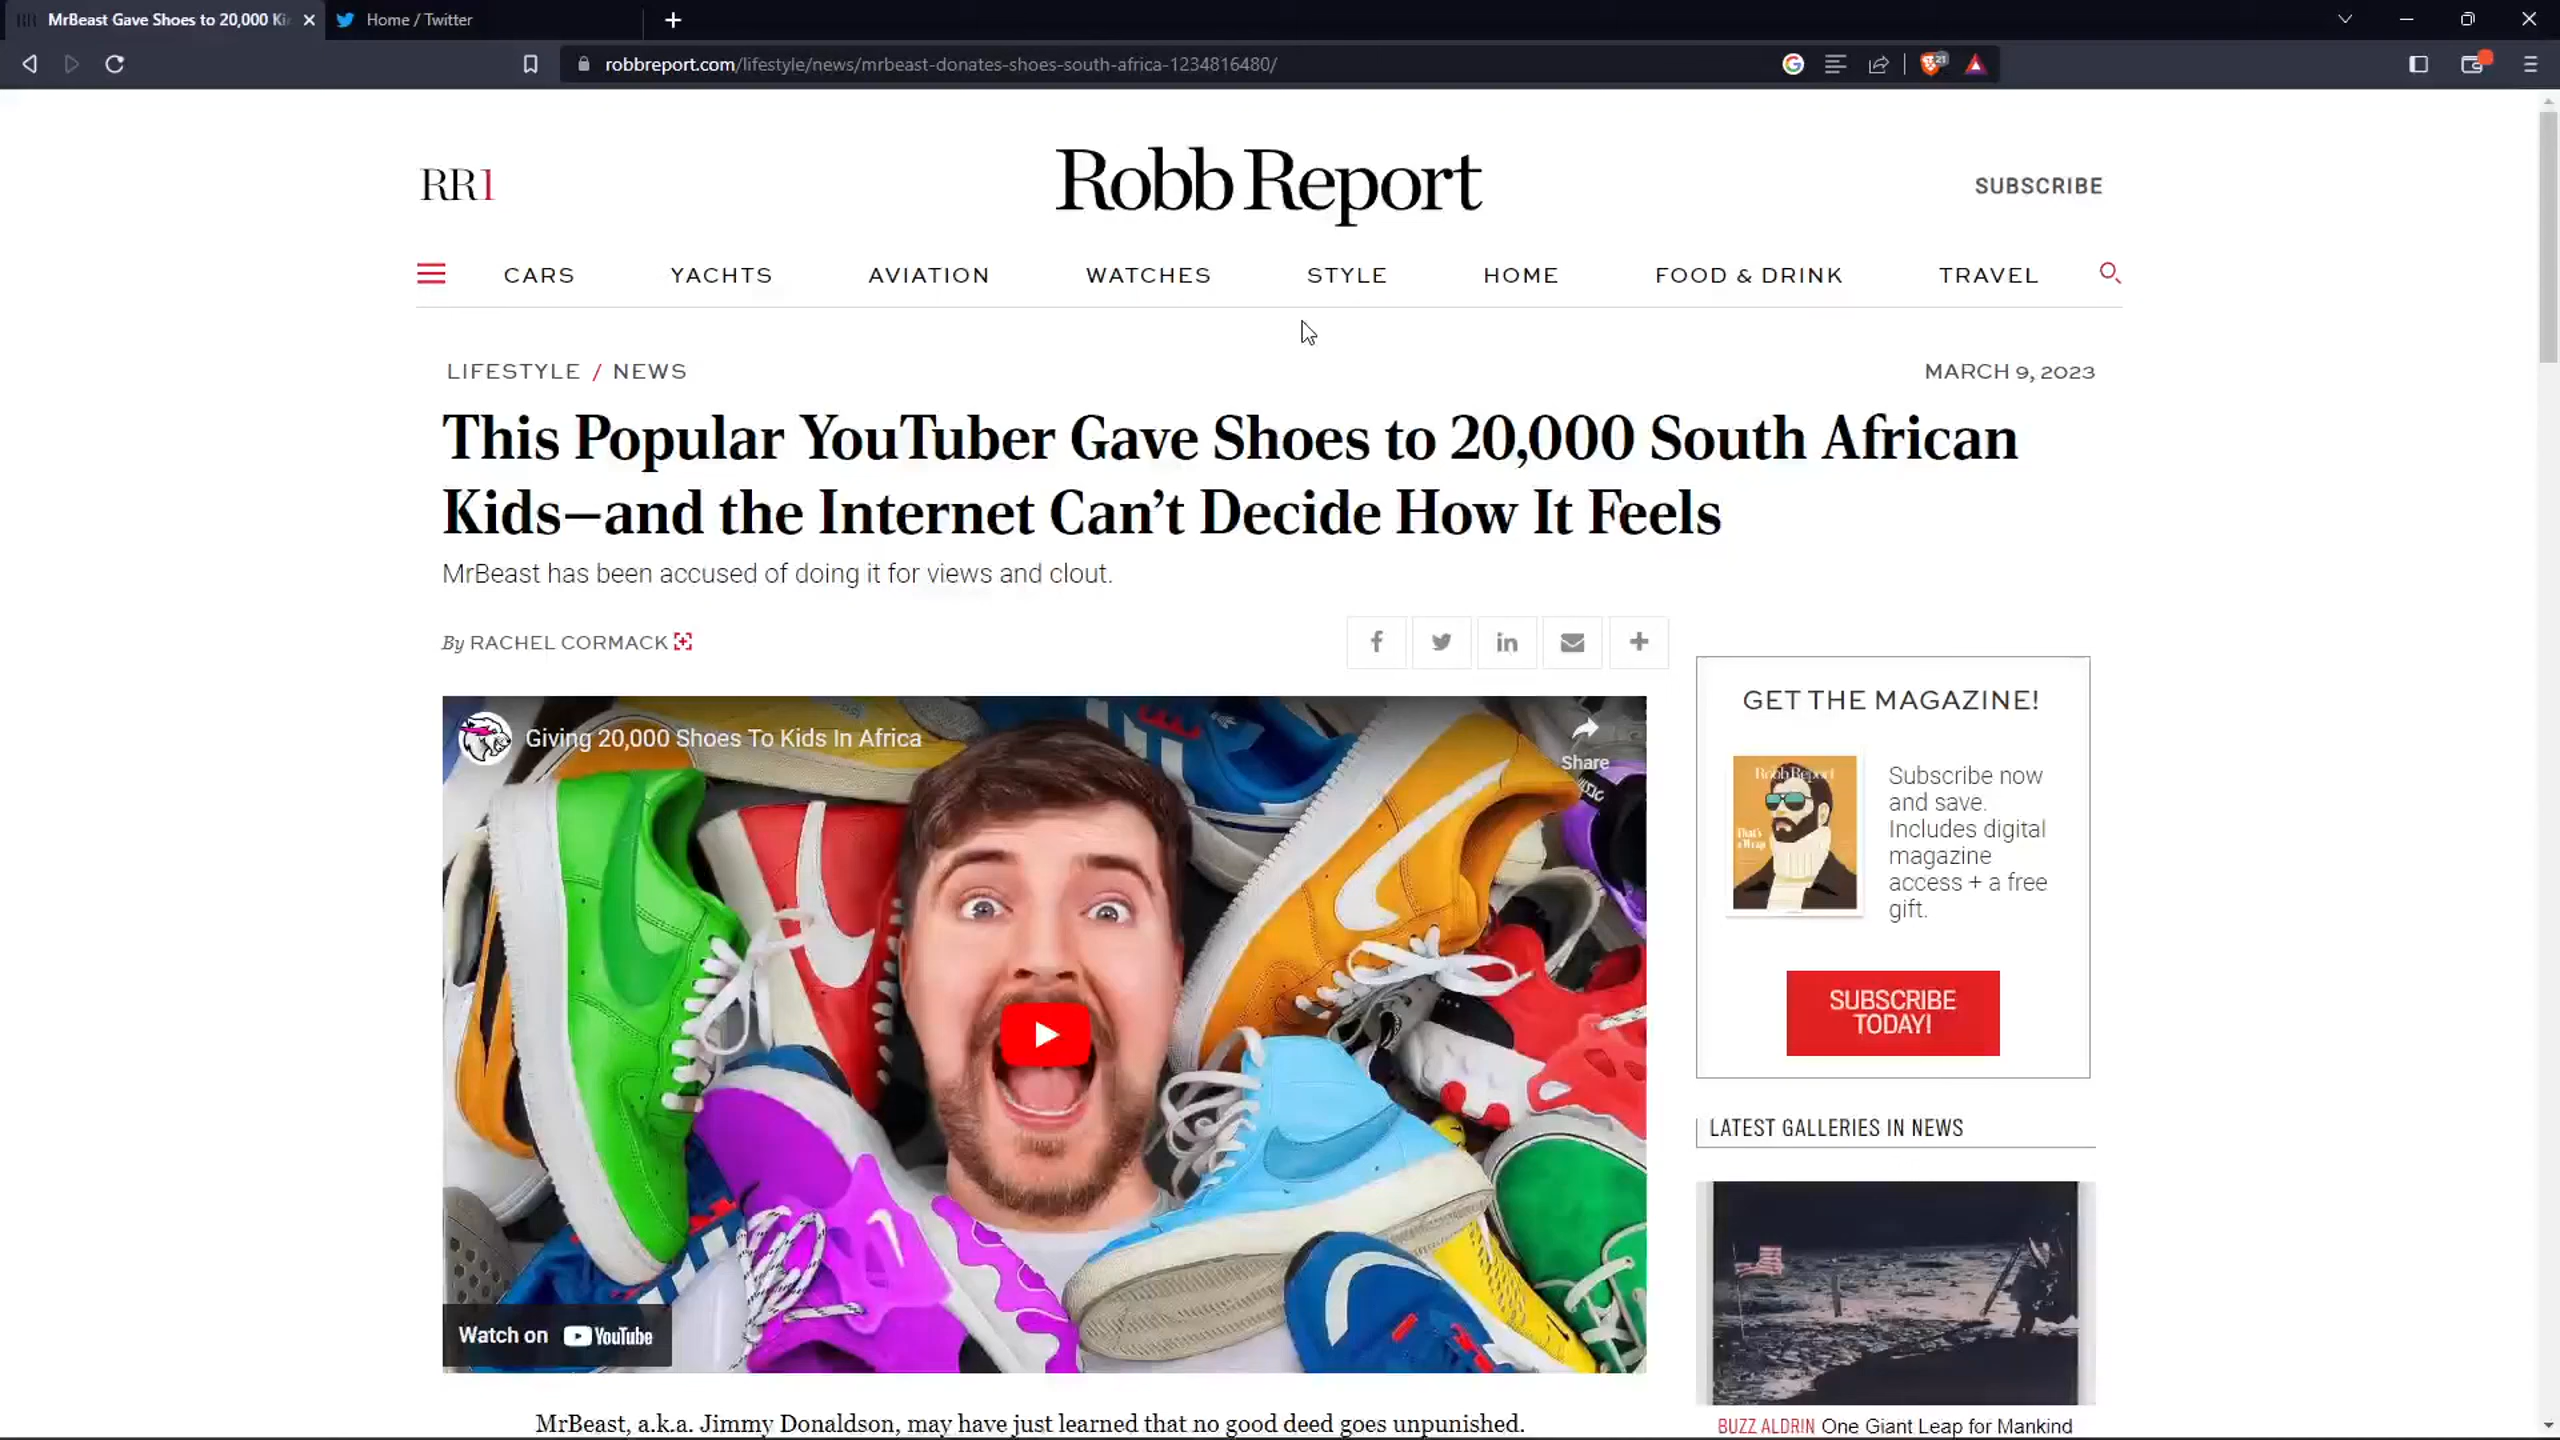 MrBeast Gave Shoes to 20,000 Ki
Home / Twitter
robbreport.com/lifestyle/news/mrbeast-donates-shoes-south-africa-1234816480/
21
RR1
Robb Report
SUBSCRIBE
CARS
YACHTS
AVIATION
WATCHES
STYLE
HOME
FOOD & DRINK
TRAVEL
LIFESTYLE / NEWS
MARCH 9, 2023
This Popular YouTuber Gave Shoes to 20,000 South African
Kids—and the Internet Can’t Decide How It Feels
MrBeast has been accused of doing it for views and clout.
By RACHEL CORMACK
Giving 20,000 Shoes To Kids In Africa
Share
Watch on YouTube
GET THE MAGAZINE!
Robb Report
That's
a Wrap
Subscribe now
and save.
Includes digital
magazine
access + a free
gift.
SUBSCRIBE
TODAY!
LATEST GALLERIES IN NEWS
MrBeast, a.k.a. Jimmy Donaldson, may have just learned that no good deed goes unpunished.
BUZZ ALDRIN One Giant Leap for Mankind